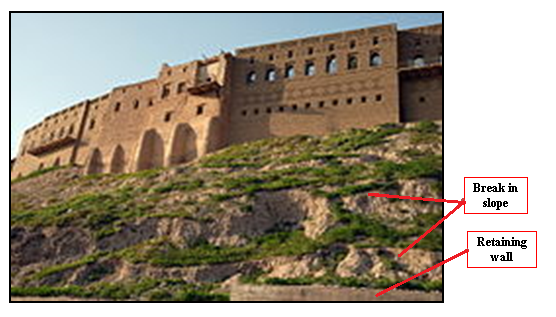 Break in
slope
Retaining
wall